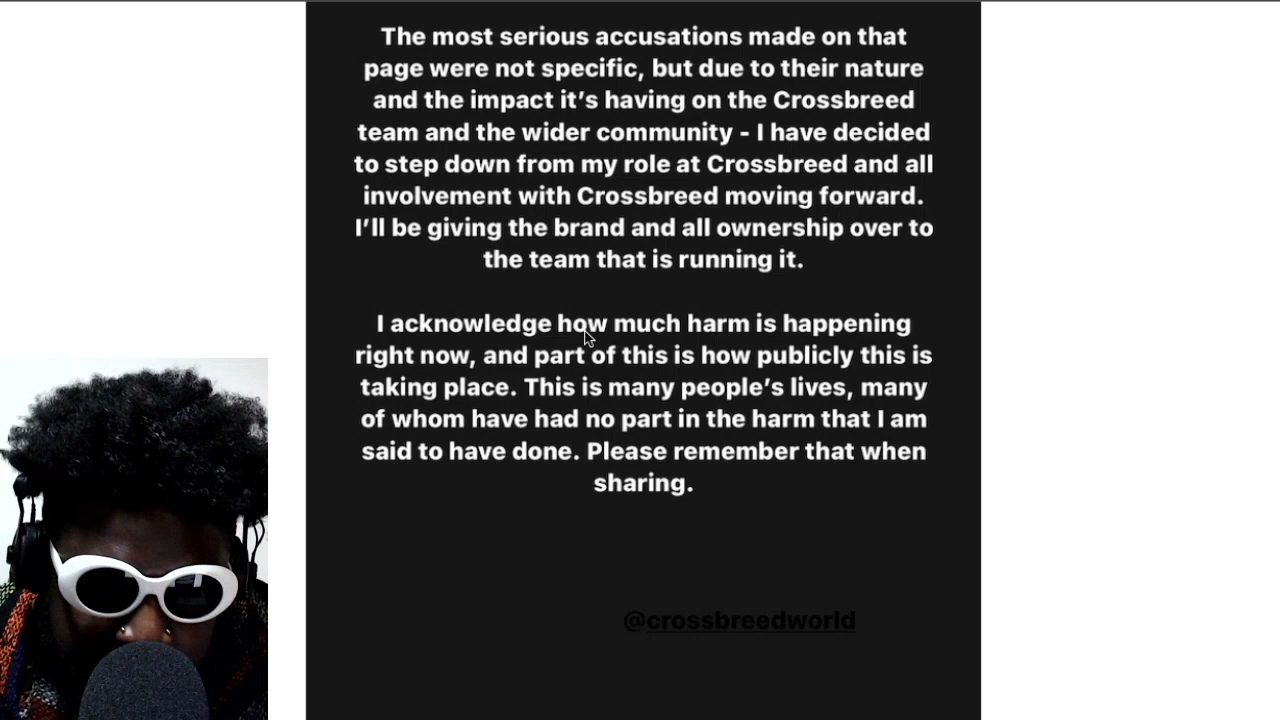 The most serious accusations made on that
page were not specific, but due to their nature
and the impact it’s having on the Crossbreed
team and the wider community - I have decided
to step down from my role at Crossbreed and all
involvement with Crossbreed moving forward.
I’ll be giving the brand and all ownership over to
the team that is running it.
I acknowledge how much harm is happening
right now, and part of this is how publicly this is
taking place. This is many people’s lives, many
of whom have had no part in the harm that I am
said to have done. Please remember that when
sharing.
@crossbreedworld